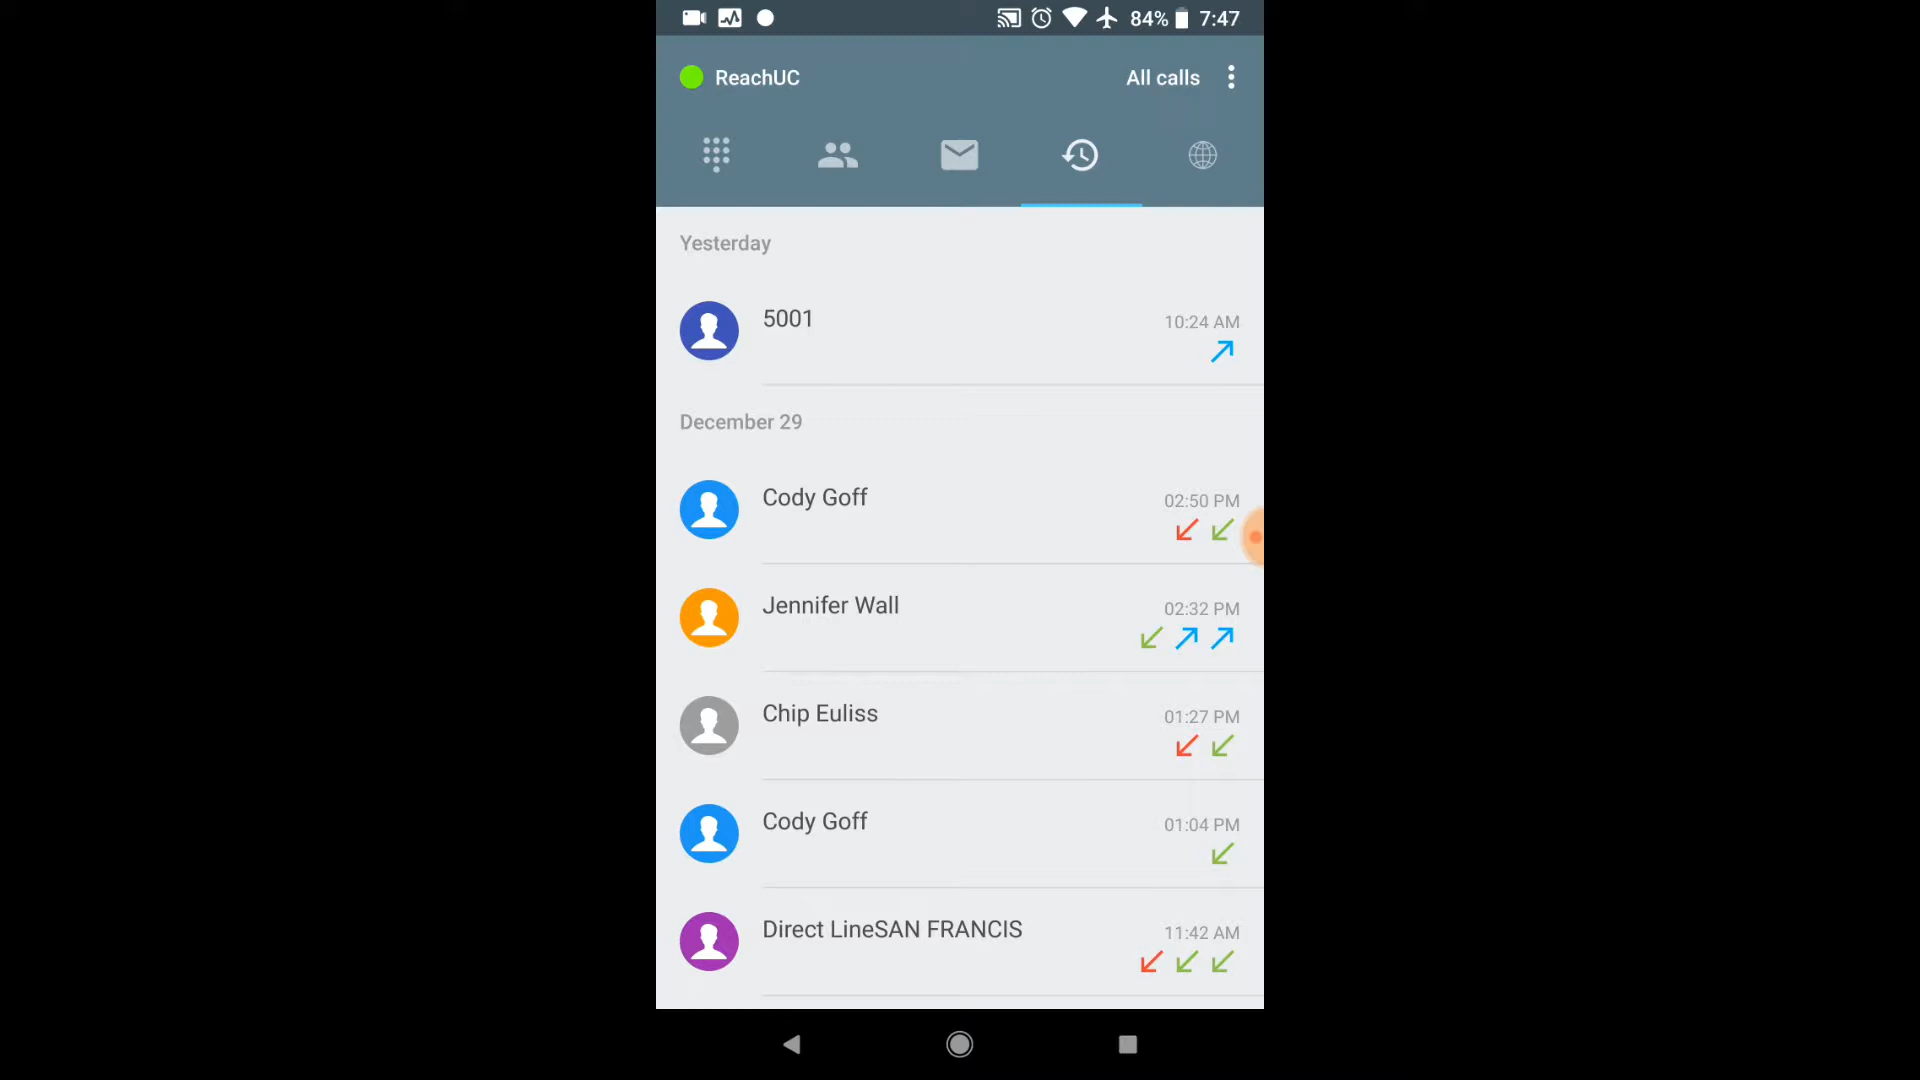 84% 7:47
ReachUC All calls
Yesterday
5001
10:24 AM
December 29
Cody Goff
02:50 PM
Jennifer Wall
02:32 PM
Chip Euliss
01:27 PM
Cody Goff
01:04 PM
Direct LineSAN FRANCIS
11:42 AM